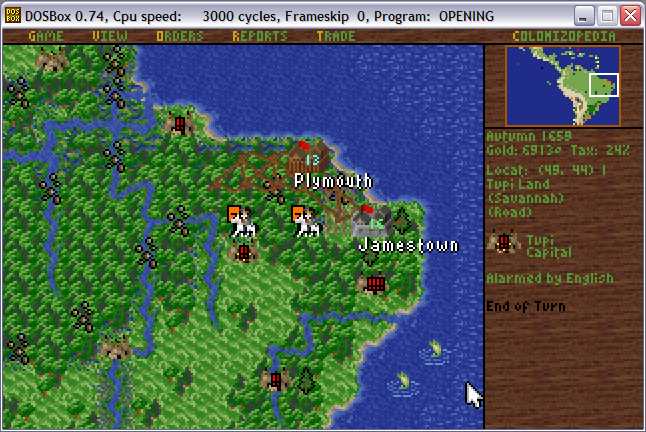 DOSBox 0.74, Cpu speed: 3000 cycles, Frameskip 0, Program: OPENING
GAME VIEW ORDERS REPORTS TRADE COLONIZOPEDIA
Autumn 1659
Gold: 6913 Tax: 24%
Locat: (49, 44) 1
Tupi Land
(Savannah)
(Road)
13
Plymouth
Tupi
Capital
Jamestown
Alarmed by English
End of Turn